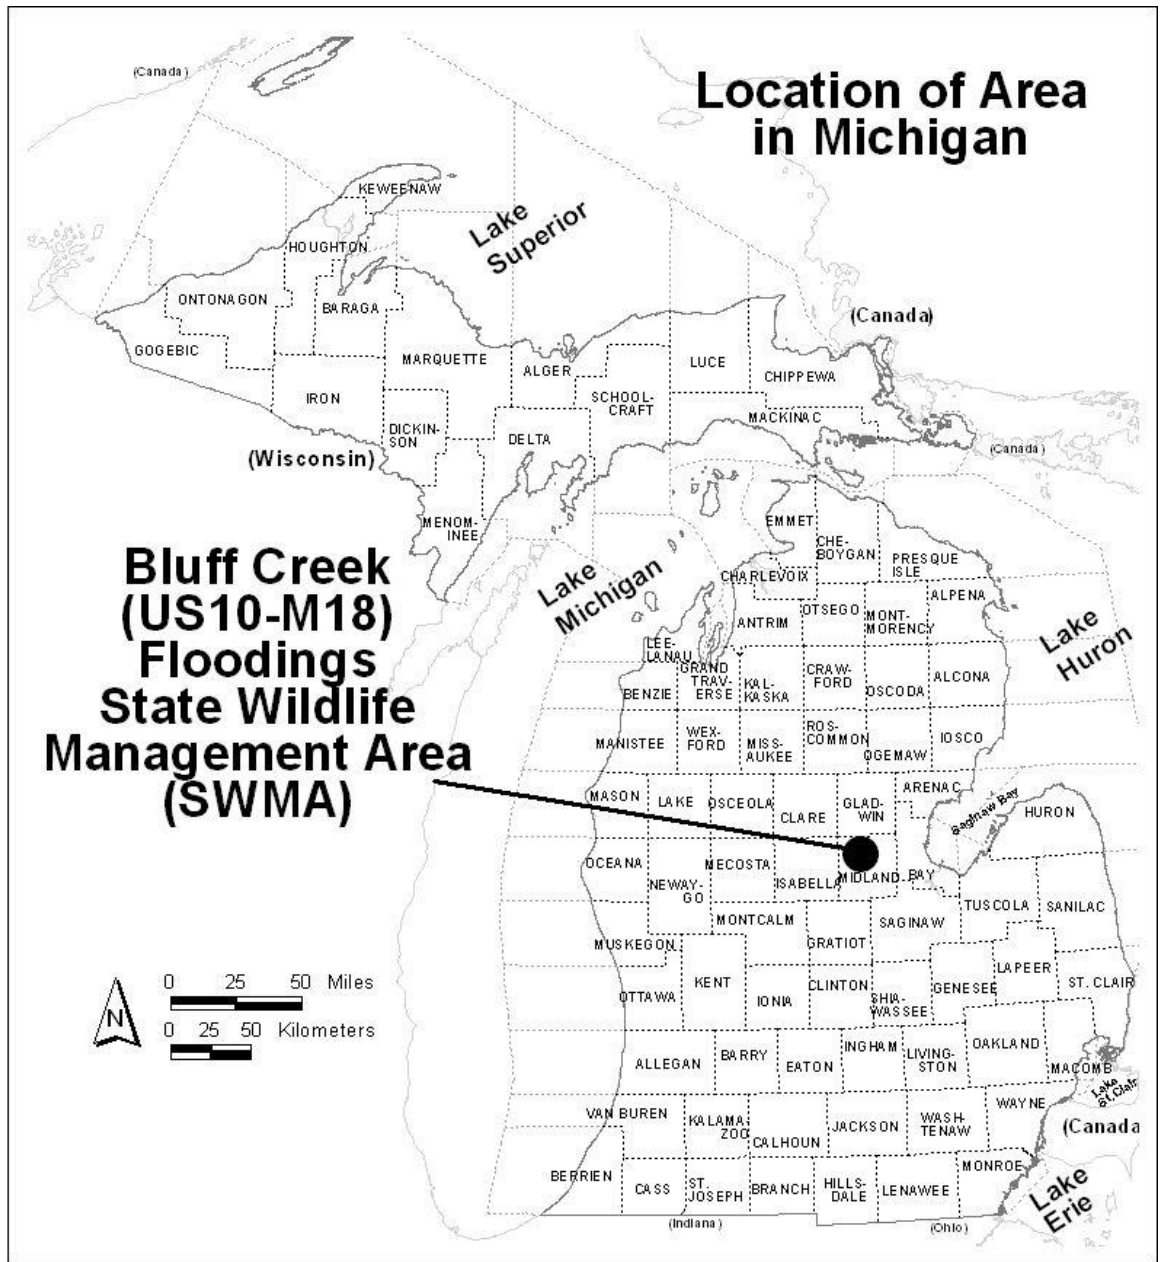 (Canada)
Location of Area
in Michigan
KEWEENAW
Lake
Superior
HOUGHTON
ONTONAGON
BARAGA
(Canada)
GOGEBIC
MARQUETTE
ALGER
LUCE
CHIPPEWA
IRON
SCHOOL-
CRAFT
MACKINAC
DICKIN-
SON
DELTA
(Wisconsin)
(Canada)
MENOM-
INEE
EMMET
CHE-
BOYGAN
PRESQUE
ISLE
Bluff Creek
(US10-M18)
Floodings
State Wildlife
Management Area
(SWMA)
Lake
Michigan
CHARLEVOIX
ALPENA
ANTRIM
OTSEGO
MONT-
MORENCY
Lake
Huron
LEE-
LANAU
GRAND
TRAV-
ERSE
BENZIE
KAL-
KASKA
CRAW-
FORD
OSCODA
ALCONA
MANISTEE
WEX-
FORD
MISS-
AUKEE
ROS-
COMMON
OGEMAW
IOSCO
MASON
LAKE
OSCEOLA
CLARE
GLAD-
WIN
ARENAC
Saginaw Bay
HURON
OCEANA
NEWAY-
GO
MECOSTA
ISABELLA
MIDLAND
BAY
TUSCOLA
SANILAC
MONTCALM
GRATIOT
SAGINAW
MUSKEGON
KENT
IONIA
CLINTON
SHIA-
WASSEE
GENESEE
LAPEER
ST. CLAIR
OTTAWA
N
0 25 50 Miles
0 25 50 Kilometers
ALLEGAN
BARRY
EATON
INGHAM
LIVING-
STON
OAKLAND
MACOMB
Lake
St. Clair
VAN BUREN
KALAMA-
ZOO
CALHOUN
JACKSON
WASH-
TENAW
WAYNE
(Canada
BERRIEN
CASS
ST.
JOSEPH
BRANCH
HILLS-
DALE
LENAWEE
MONROE
Lake
Erie
(Indiana)
(Ohio)